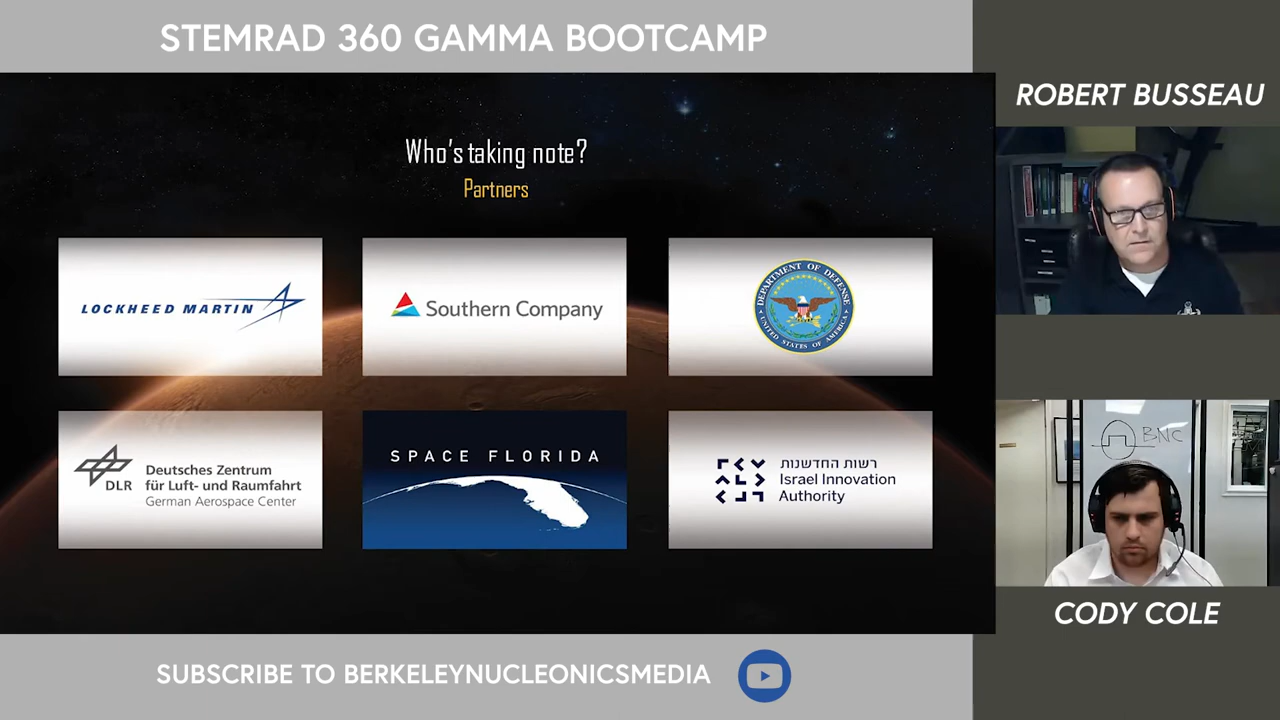 STEMRAD 360 GAMMA BOOTCAMP
ROBERT BUSSEAU
Who's taking note?
Partners
LOCKHEED MARTIN
Southern Company
DEPARTMENT OF DEFENSE
UNITED STATES OF AMERICA
DLR
Deutsches Zentrum
für Luft- und Raumfahrt
German Aerospace Center
SPACE FLORIDA
רשות החדשנות
Israel Innovation
Authority
BNC
CODY COLE
SUBSCRIBE TO BERKELEYNUCLEONICSMEDIA